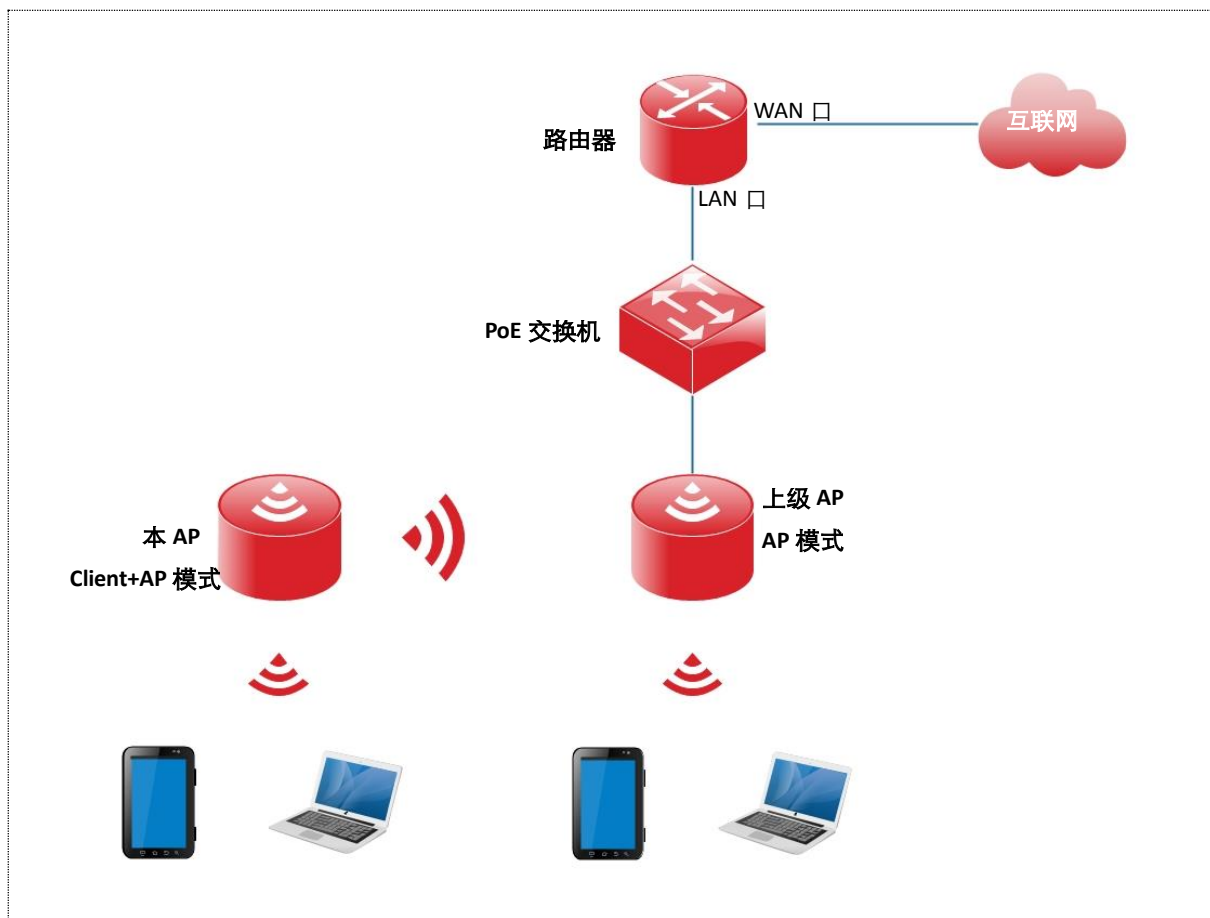 WAN 口
互联网
路由器
LAN 口
PoE 交换机
上级 AP
AP 模式
本 AP
Client+AP 模式